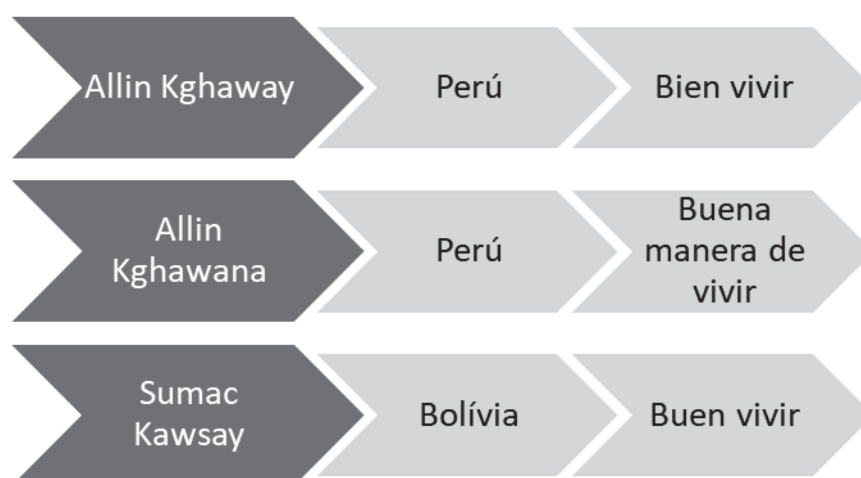 Allin Kghaway
Perú
Bien vivir
Allin
Kghawana
Perú
Buena
manera de
vivir
Sumac
Kawsay
Bolívia
Buen vivir